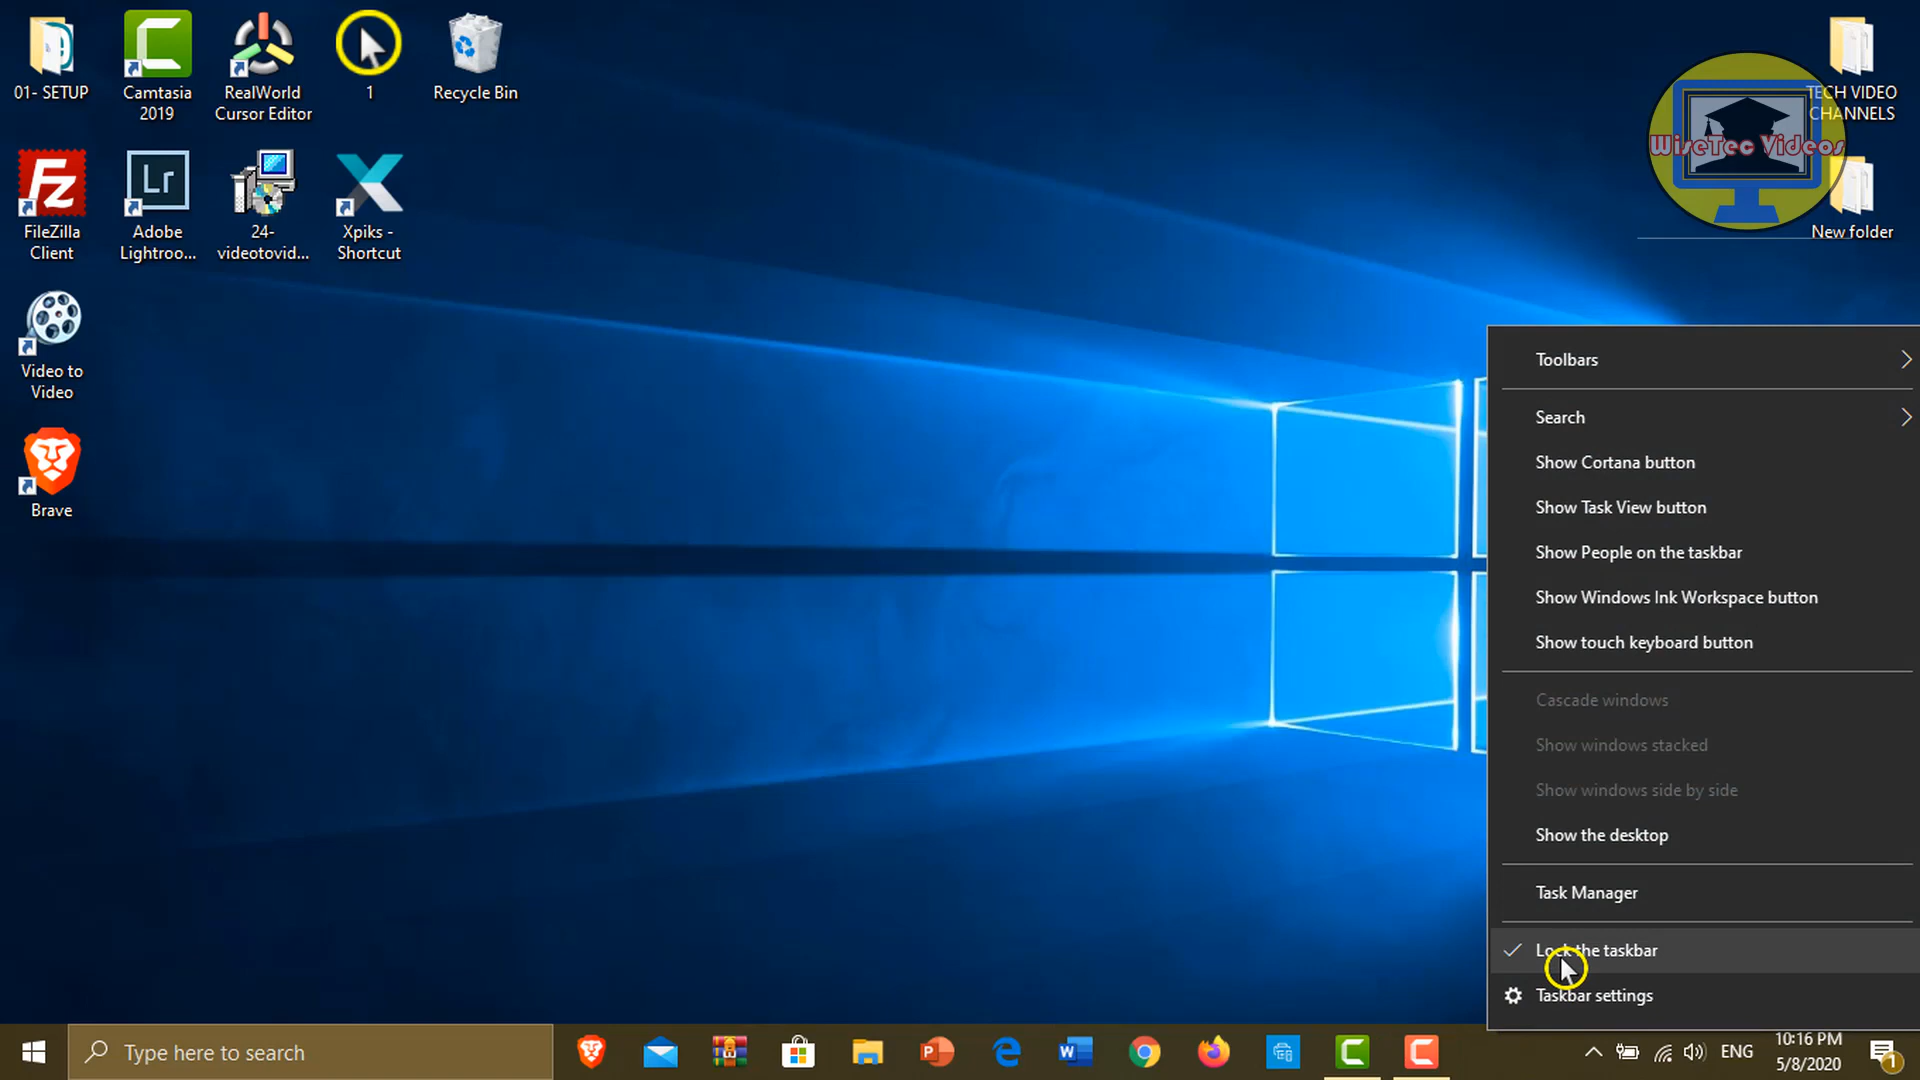 01- SETUP
Camtasia
2019
RealWorld
Cursor Editor
1
Recycle Bin
TECH VIDEO
CHANNELS
WiseTec Videos
FileZilla
Client
Lr
Adobe
Lightroo...
24-
videotovid...
Xpiks -
Shortcut
New folder
Video to
Video
Brave
Toolbars
Search
Show Cortana button
Show Task View button
Show People on the taskbar
Show Windows Ink Workspace button
Show touch keyboard button
Cascade windows
Show windows stacked
Show windows side by side
Show the desktop
Task Manager
Lock the taskbar
Taskbar settings
Type here to search
ENG
10:16 PM
5/8/2020
1